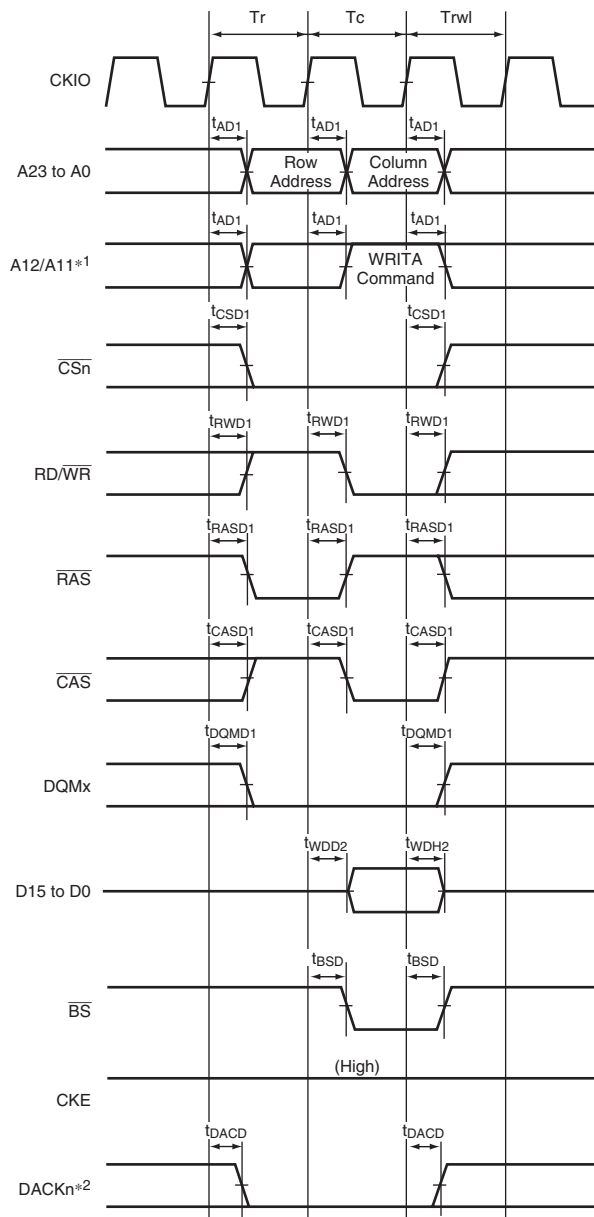 Tr Tc Trwl
CKIO
tAD1 tAD1 tAD1
A23 to A0 Row Address Column Address
tAD1 tAD1 tAD1
A12/A11*1 WRITA Command
tCSD1 tCSD1
CSn
tRWD1 tRWD1 tRWD1
RD/WR
tRASD1 tRASD1 tRASD1
RAS
tCASD1 tCASD1 tCASD1
CAS
tDQMD1 tDQMD1
DQMx
tWDD2 tWDH2
D15 to D0
tBSD tBSD
BS
(High)
CKE
tDACD tDACD
DACKn*2